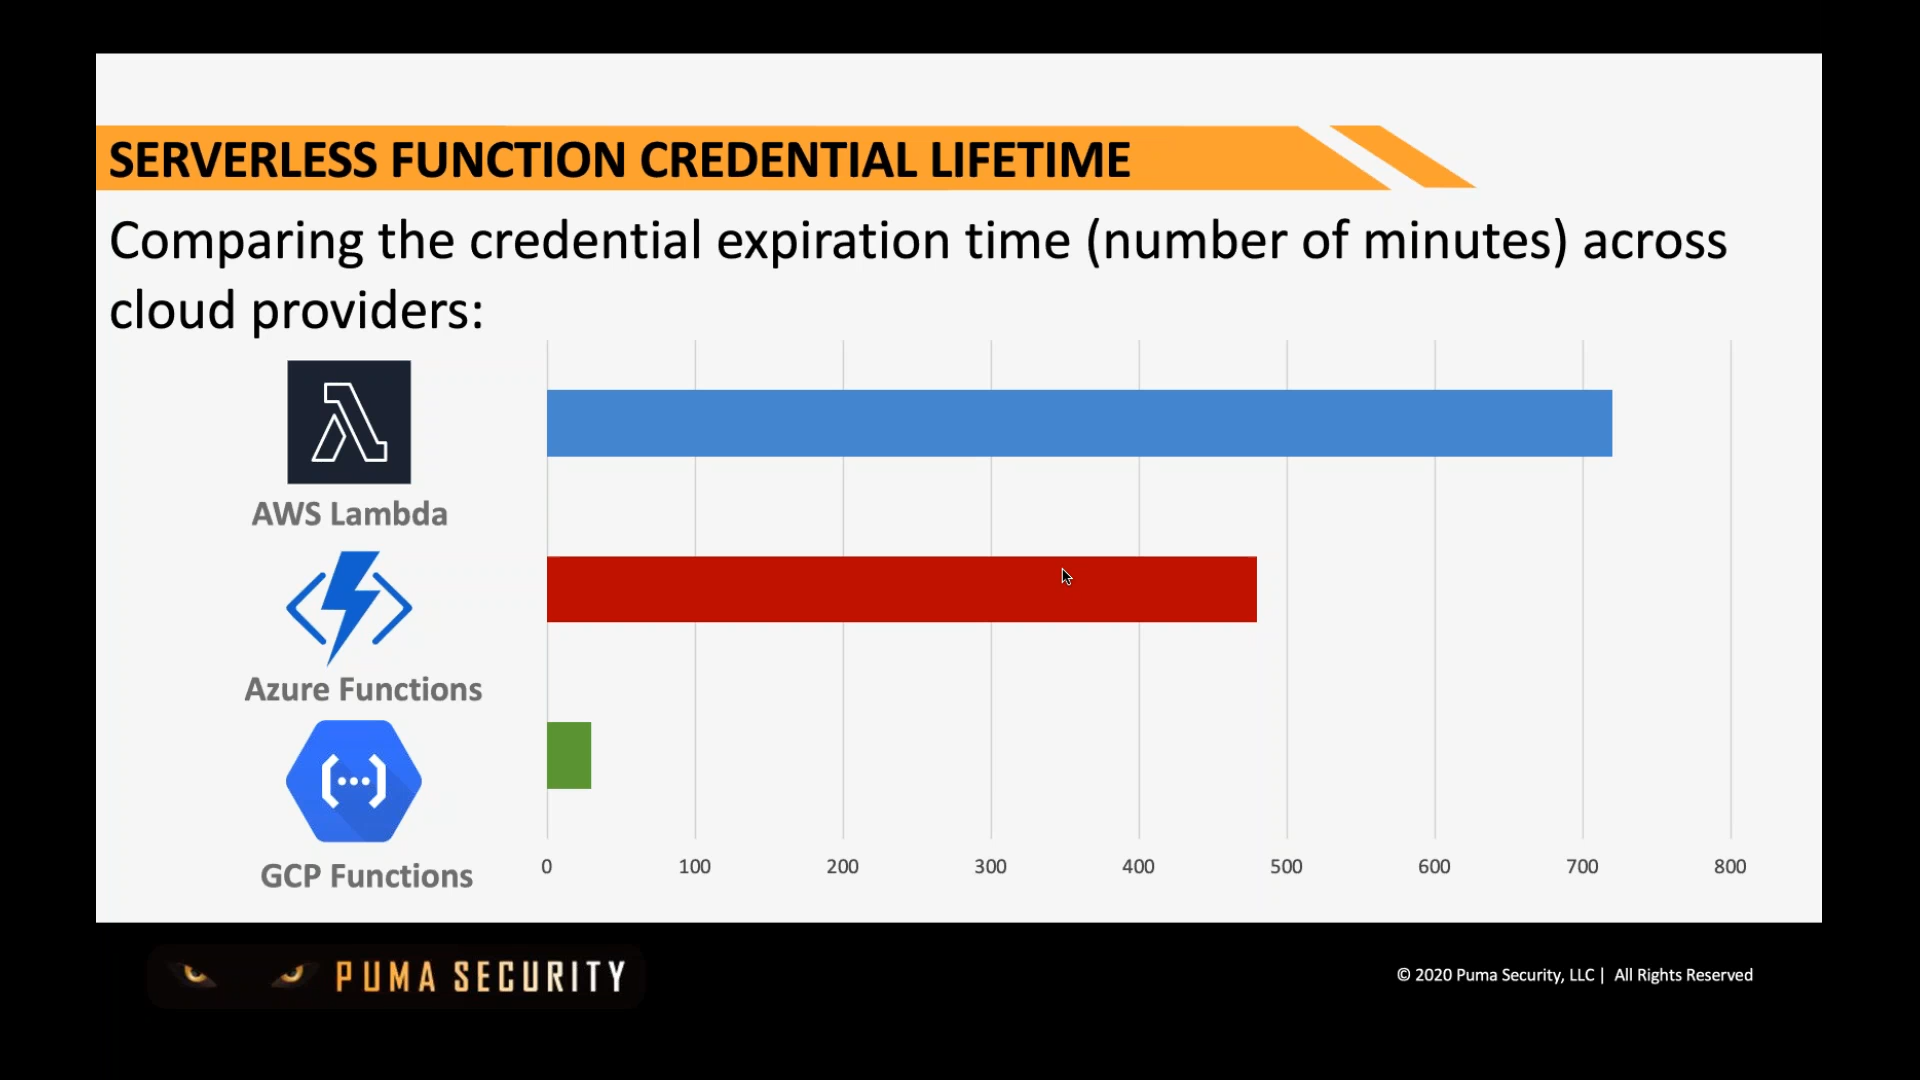 SERVERLESS FUNCTION CREDENTIAL LIFETIME
Comparing the credential expiration time (number of minutes) across
cloud providers:
AWS Lambda
Azure Functions
GCP Functions
0 100 200 300 400 500 600 700 800
PUMA SECURITY
© 2020 Puma Security, LLC | All Rights Reserved